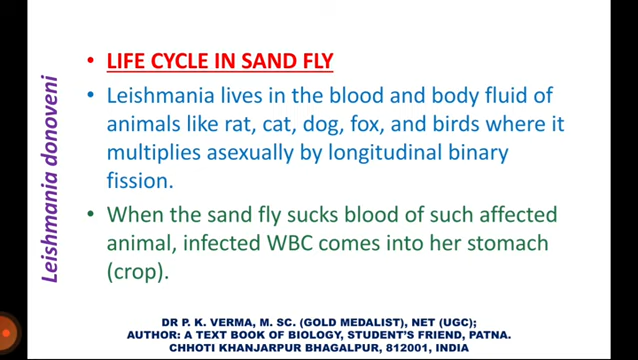 Leishmania donoveni
• LIFE CYCLE IN SAND FLY
• Leishmania lives in the blood and body fluid of
animals like rat, cat, dog, fox, and birds where it
multiplies asexually by longitudinal binary
fission.
• When the sand fly sucks blood of such affected
animal, infected WBC comes into her stomach
(crop).
DR P. K. VERMA, M. SC. (GOLD MEDALIST), NET (UGC);
AUTHOR: A TEXT BOOK OF BIOLOGY, STUDENT'S FRIEND, PATNA.
CHHOTI KHANJARPUR BHAGALPUR, 812001, INDIA